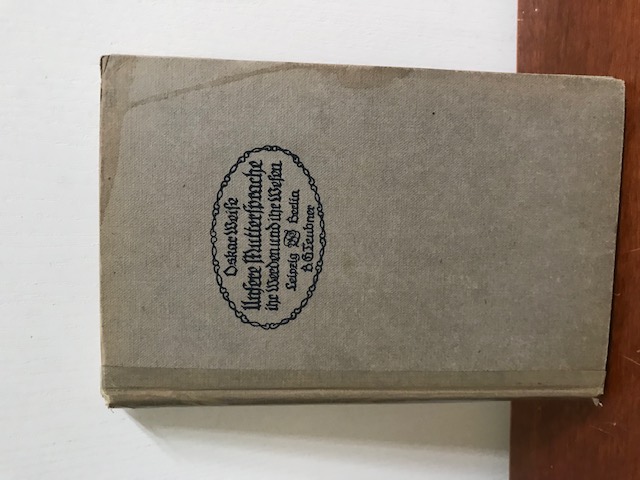 Oskar Weise
Unsere Muttersprache
ihr Werden und ihr Wesen
Leipzig Berlin
B.G.Teubner